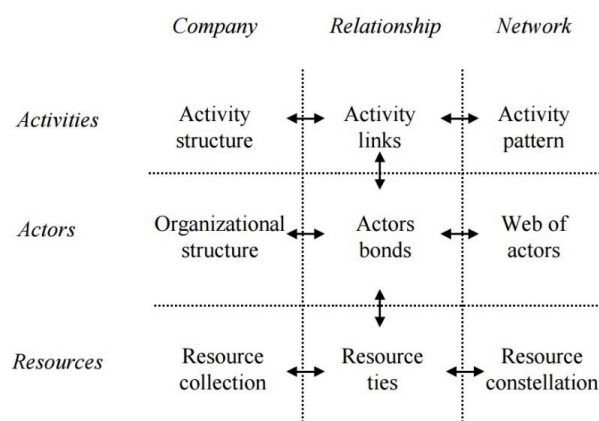 Company Relationship Network
Activities
Activity structure
Activity links
Activity pattern
Actors
Organizational structure
Actors bonds
Web of actors
Resources
Resource collection
Resource ties
Resource constellation